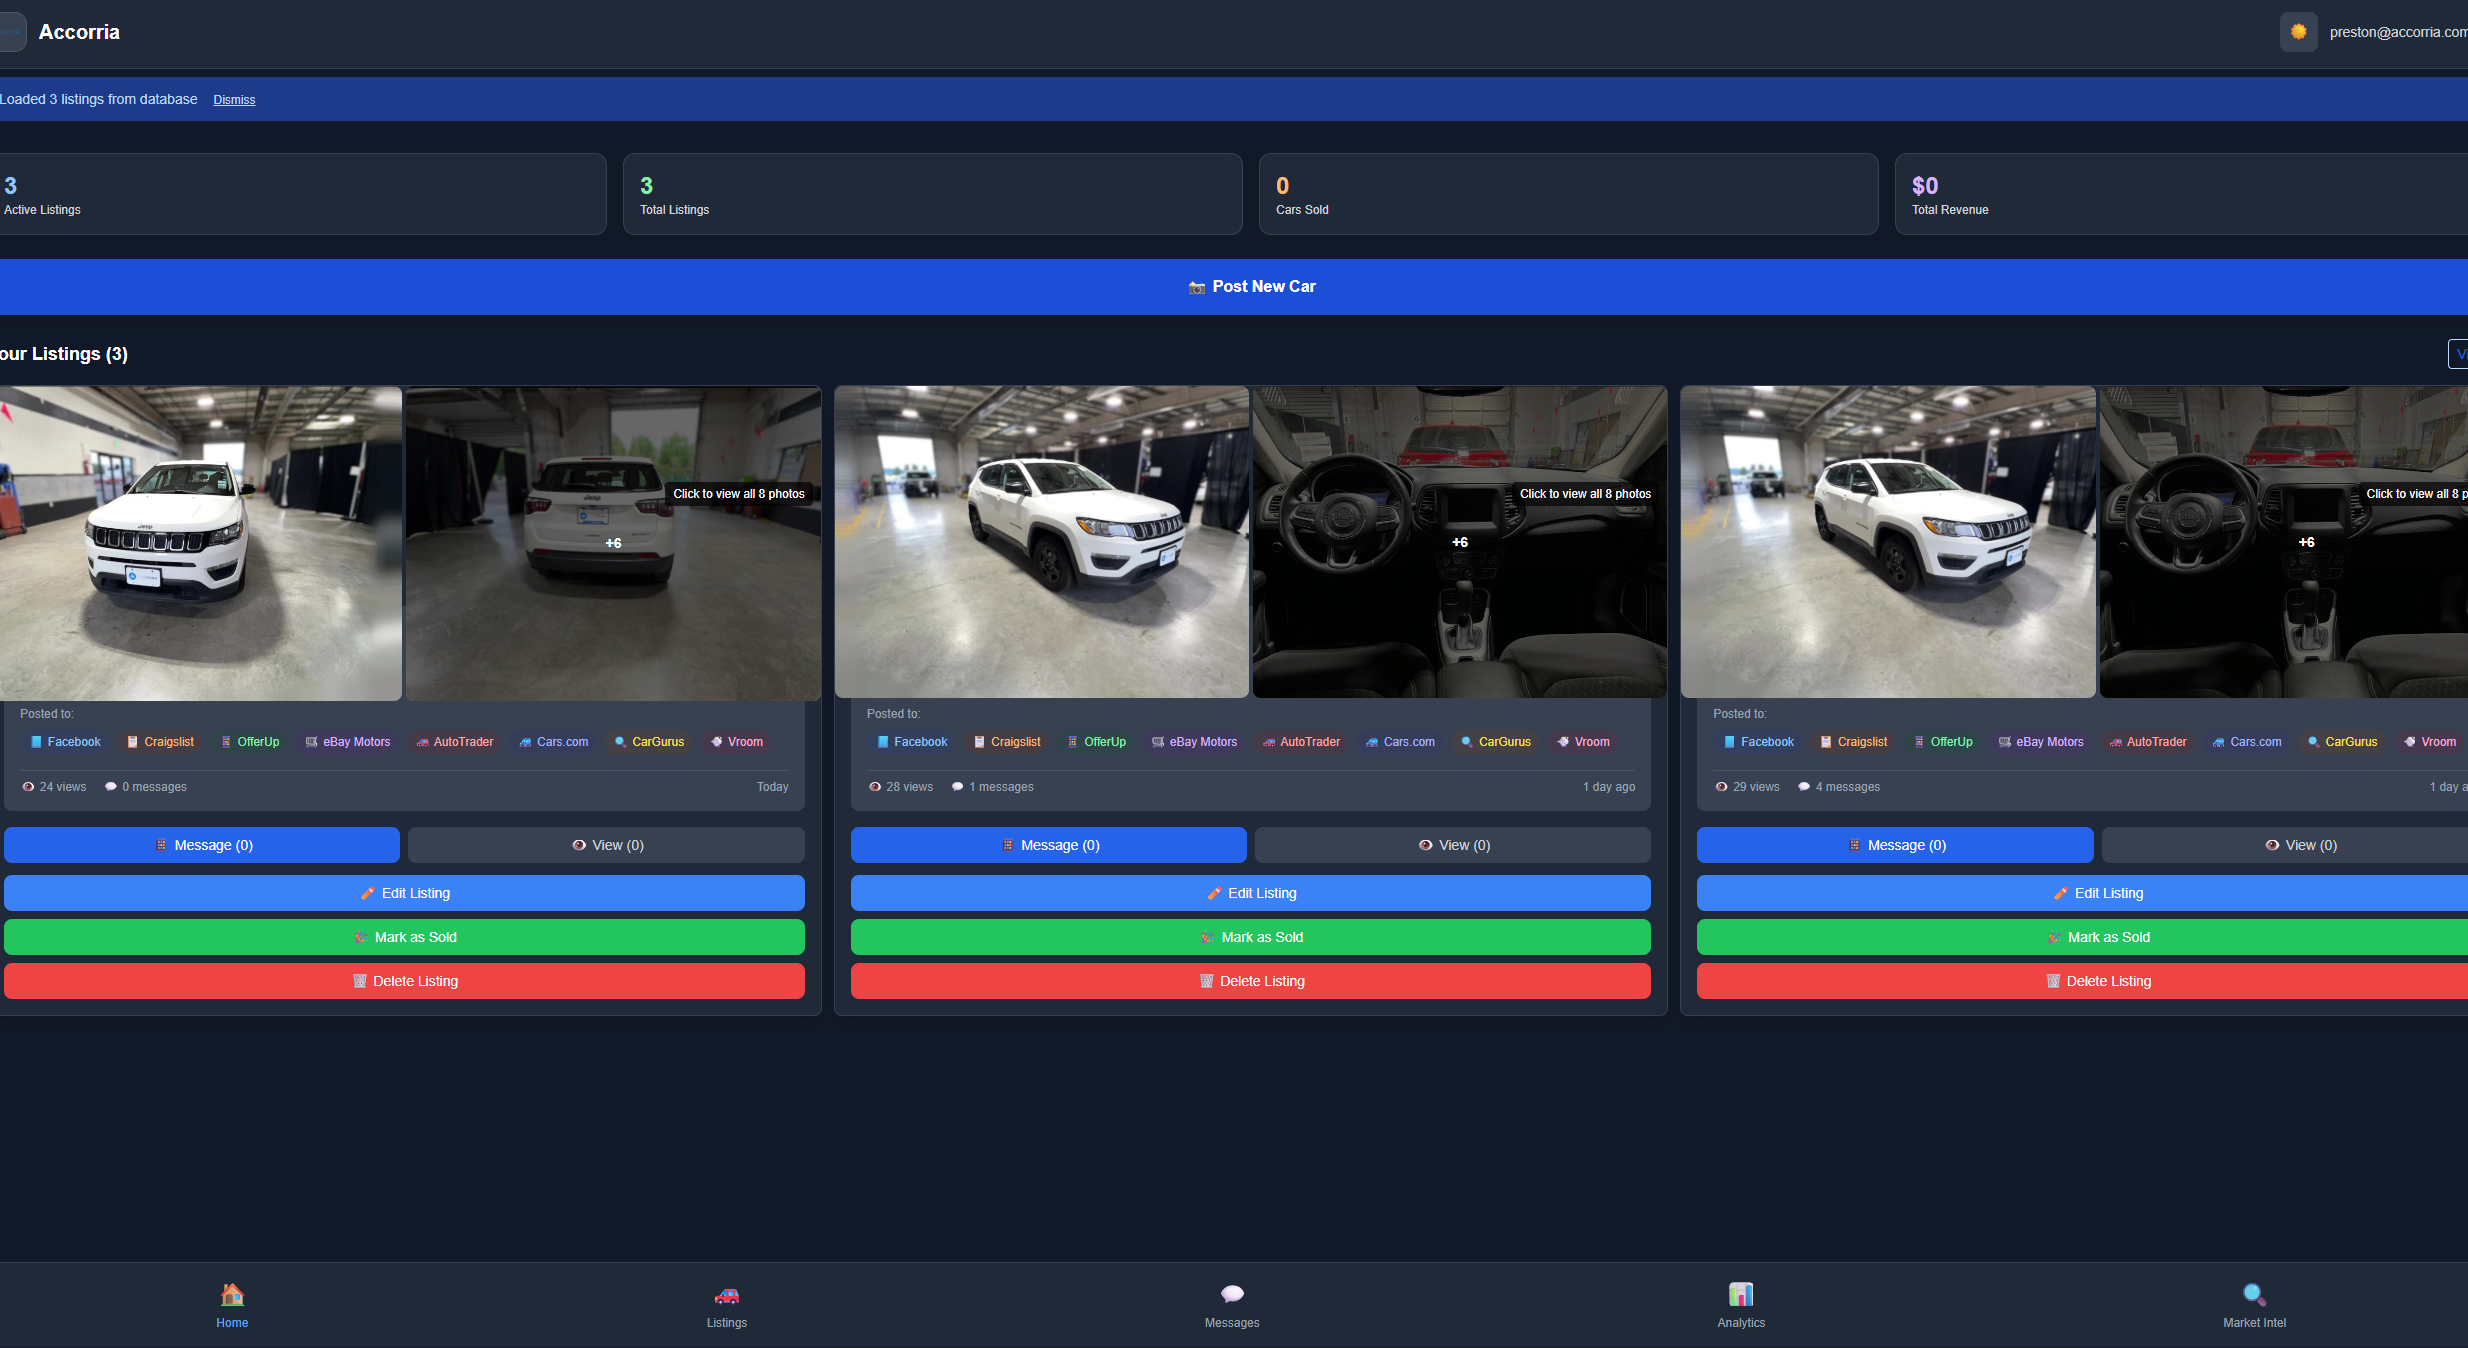 Accorria
preston@accorria.com
Loaded 3 listings from database Dismiss
3
Active Listings
3
Total Listings
0
Cars Sold
$0
Total Revenue
Post New Car
our Listings (3)
Click to view all 8 photos
+6
Posted to:
Facebook Craigslist OfferUp eBay Motors AutoTrader Cars.com CarGurus Vroom
24 views 0 messages Today
Message (0) View (0)
Edit Listing
Mark as Sold
Delete Listing
Click to view all 8 photos
+6
Posted to:
Facebook Craigslist OfferUp eBay Motors AutoTrader Cars.com CarGurus Vroom
28 views 1 messages 1 day ago
Message (0) View (0)
Edit Listing
Mark as Sold
Delete Listing
Click to view all 8 p
+6
Posted to:
Facebook Craigslist OfferUp eBay Motors AutoTrader Cars.com CarGurus Vroom
29 views 4 messages 1 day a
Message (0) View (0)
Edit Listing
Mark as Sold
Delete Listing
Home Listings Messages Analytics Market Intel